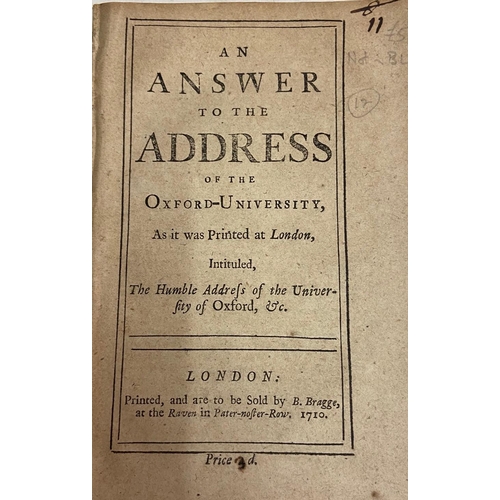 11
AN
ANSWER
TO THE
ADDRESS
OF THE
OXFORD-UNIVERSITY,
As it was Printed at London,
Intituled,
The Humble Addreſs of the Univer-
ſity of Oxford, &c.
LONDON:
Printed, and are to be Sold by B. Bragge,
at the Raven in Pater-noſter-Row. 1710.
Price d.
12